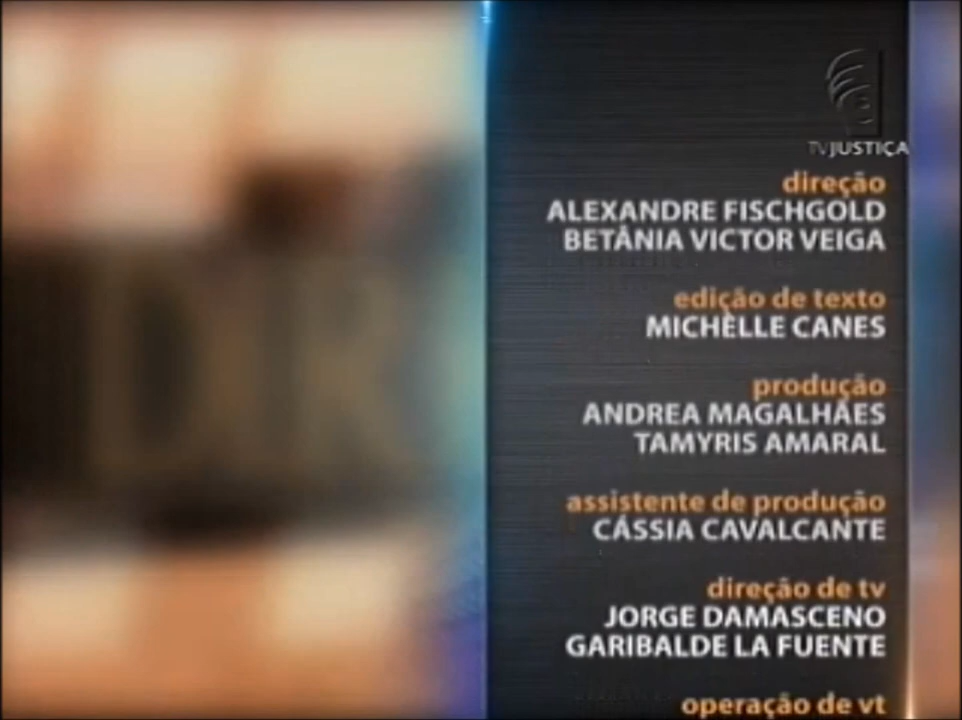 TV JUSTIÇA
direção
ALEXANDRE FISCHGOLD
BETÂNIA VICTOR VEIGA
edição de texto
MICHELLE CANES
produção
ANDREA MAGALHÃES
TAMYRIS AMARAL
assistente de produção
CÁSSIA CAVALCANTE
direção de tv
JORGE DAMASCENO
GARIBALDE LA FUENTE
operação de vt
DIR